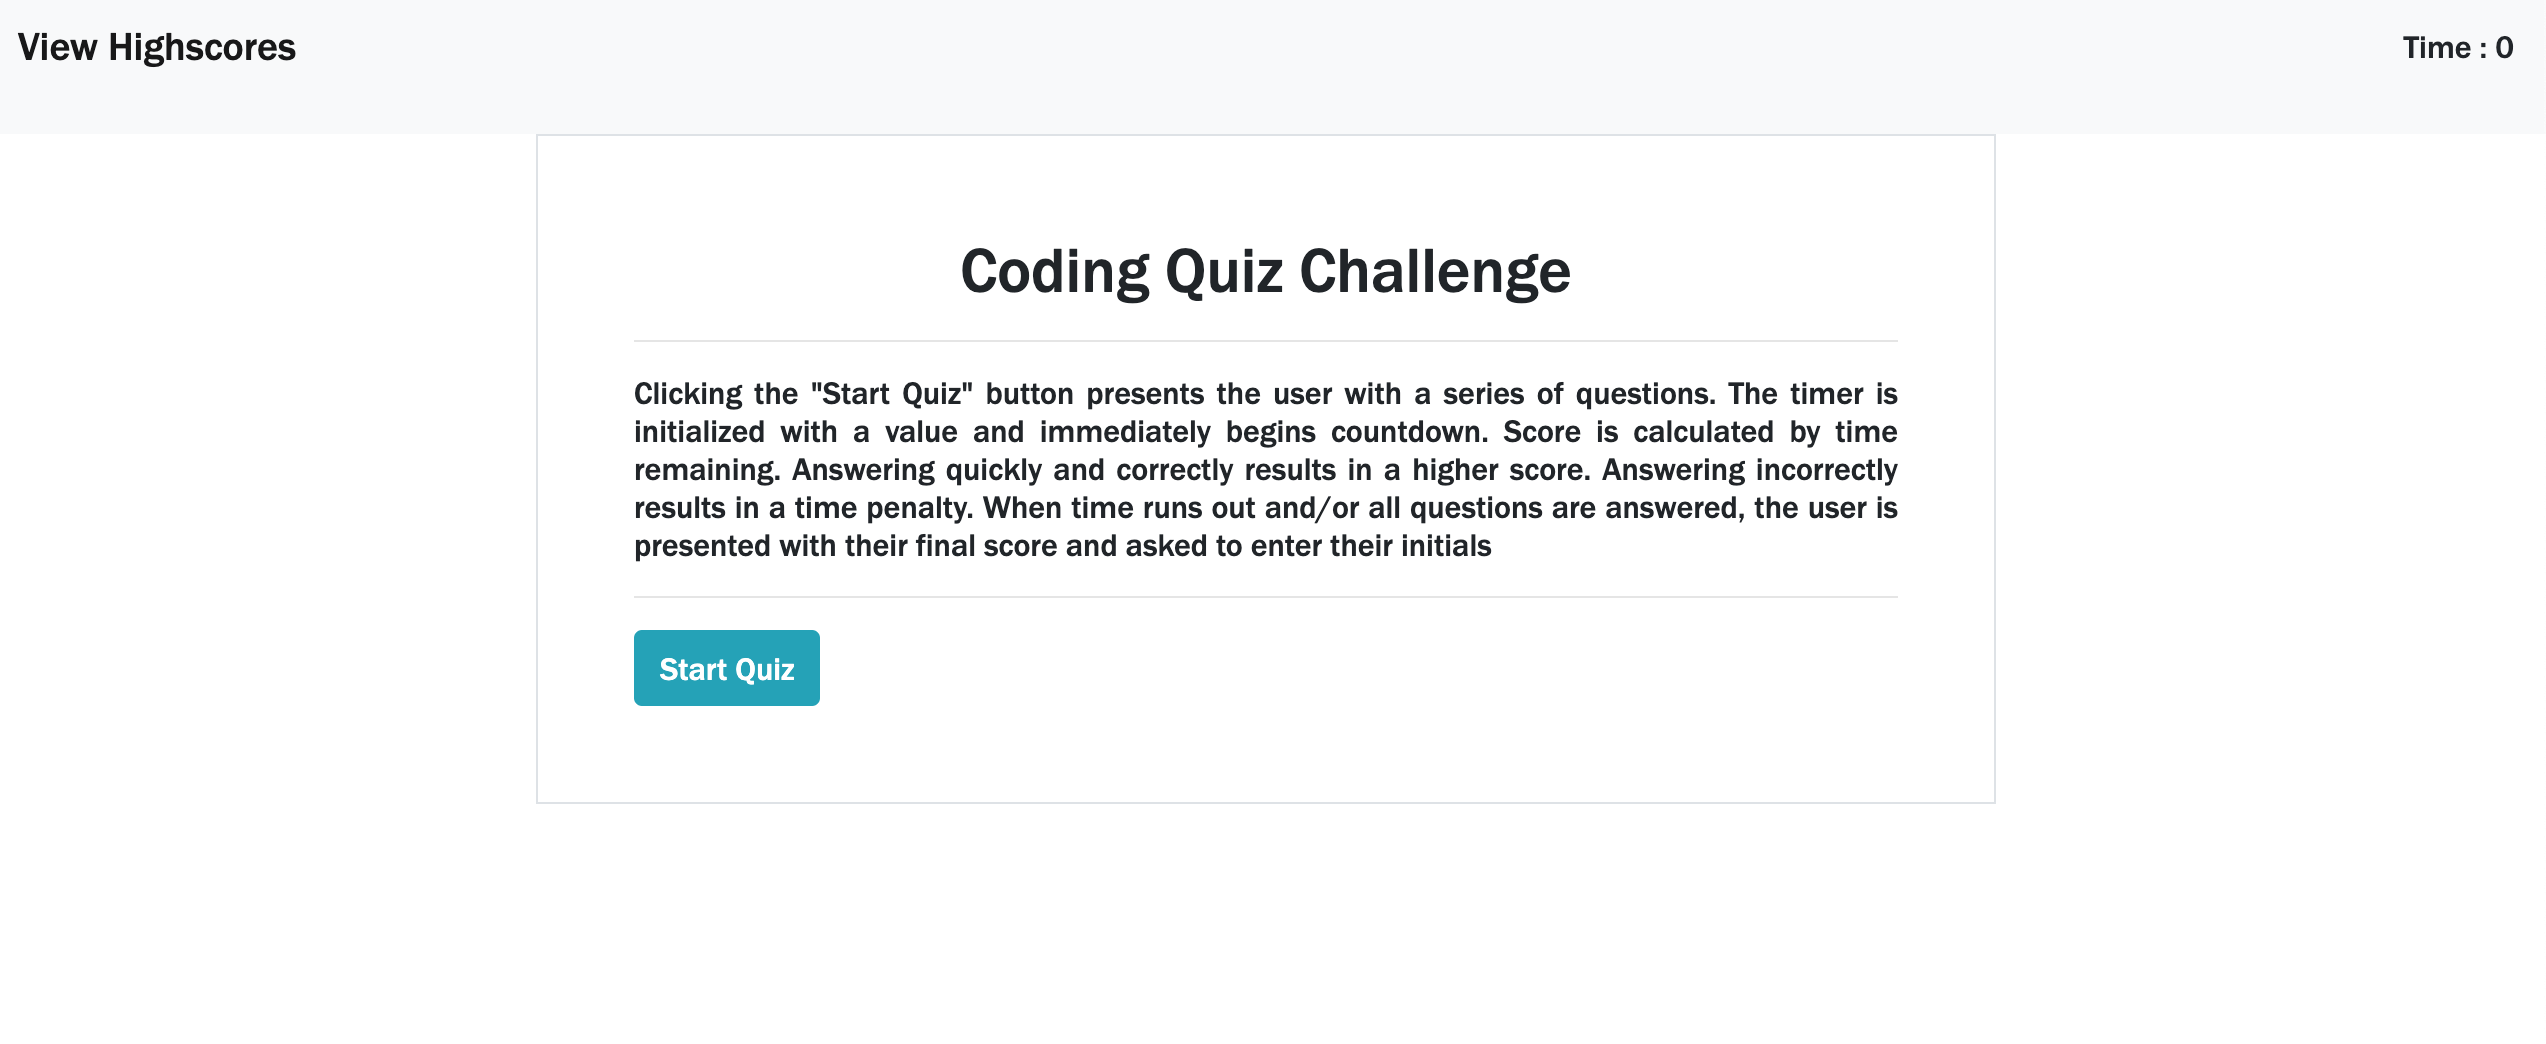 View Highscores
Time : 0
Coding Quiz Challenge
Clicking the "Start Quiz" button presents the user with a series of questions. The timer is
initialized with a value and immediately begins countdown. Score is calculated by time
remaining. Answering quickly and correctly results in a higher score. Answering incorrectly
results in a time penalty. When time runs out and/or all questions are answered, the user is
presented with their final score and asked to enter their initials
Start Quiz